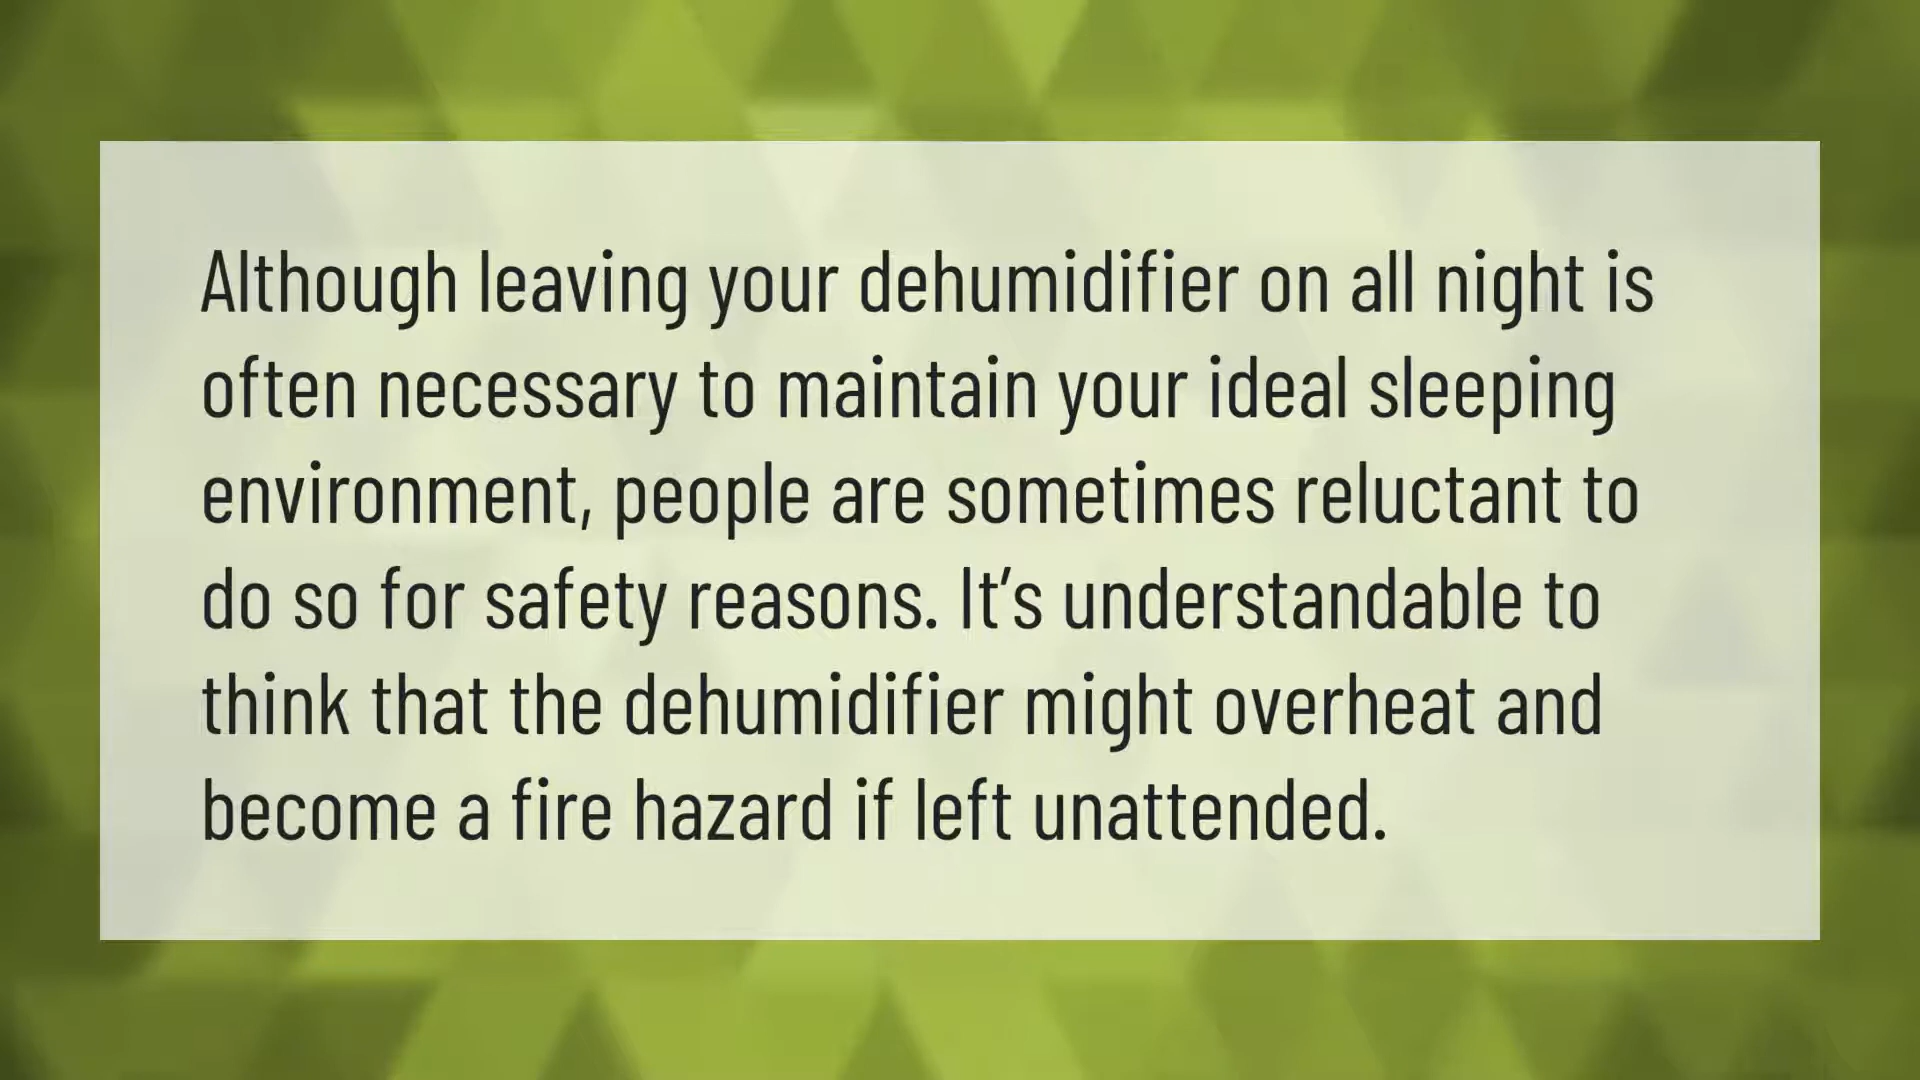 Although leaving your dehumidifier on all night is
often necessary to maintain your ideal sleeping
environment, people are sometimes reluctant to
do so for safety reasons. It’s understandable to
think that the dehumidifier might overheat and
become a fire hazard if left unattended.